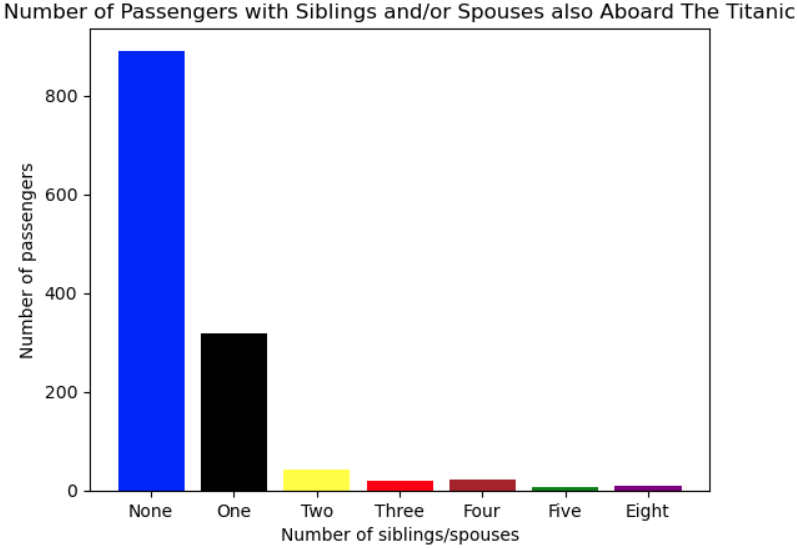 Number of Passengers with Siblings and/or Spouses also Aboard The Titanic
Number of passengers
800
600
400
200
0
None One Two Three Four Five Eight
Number of siblings/spouses